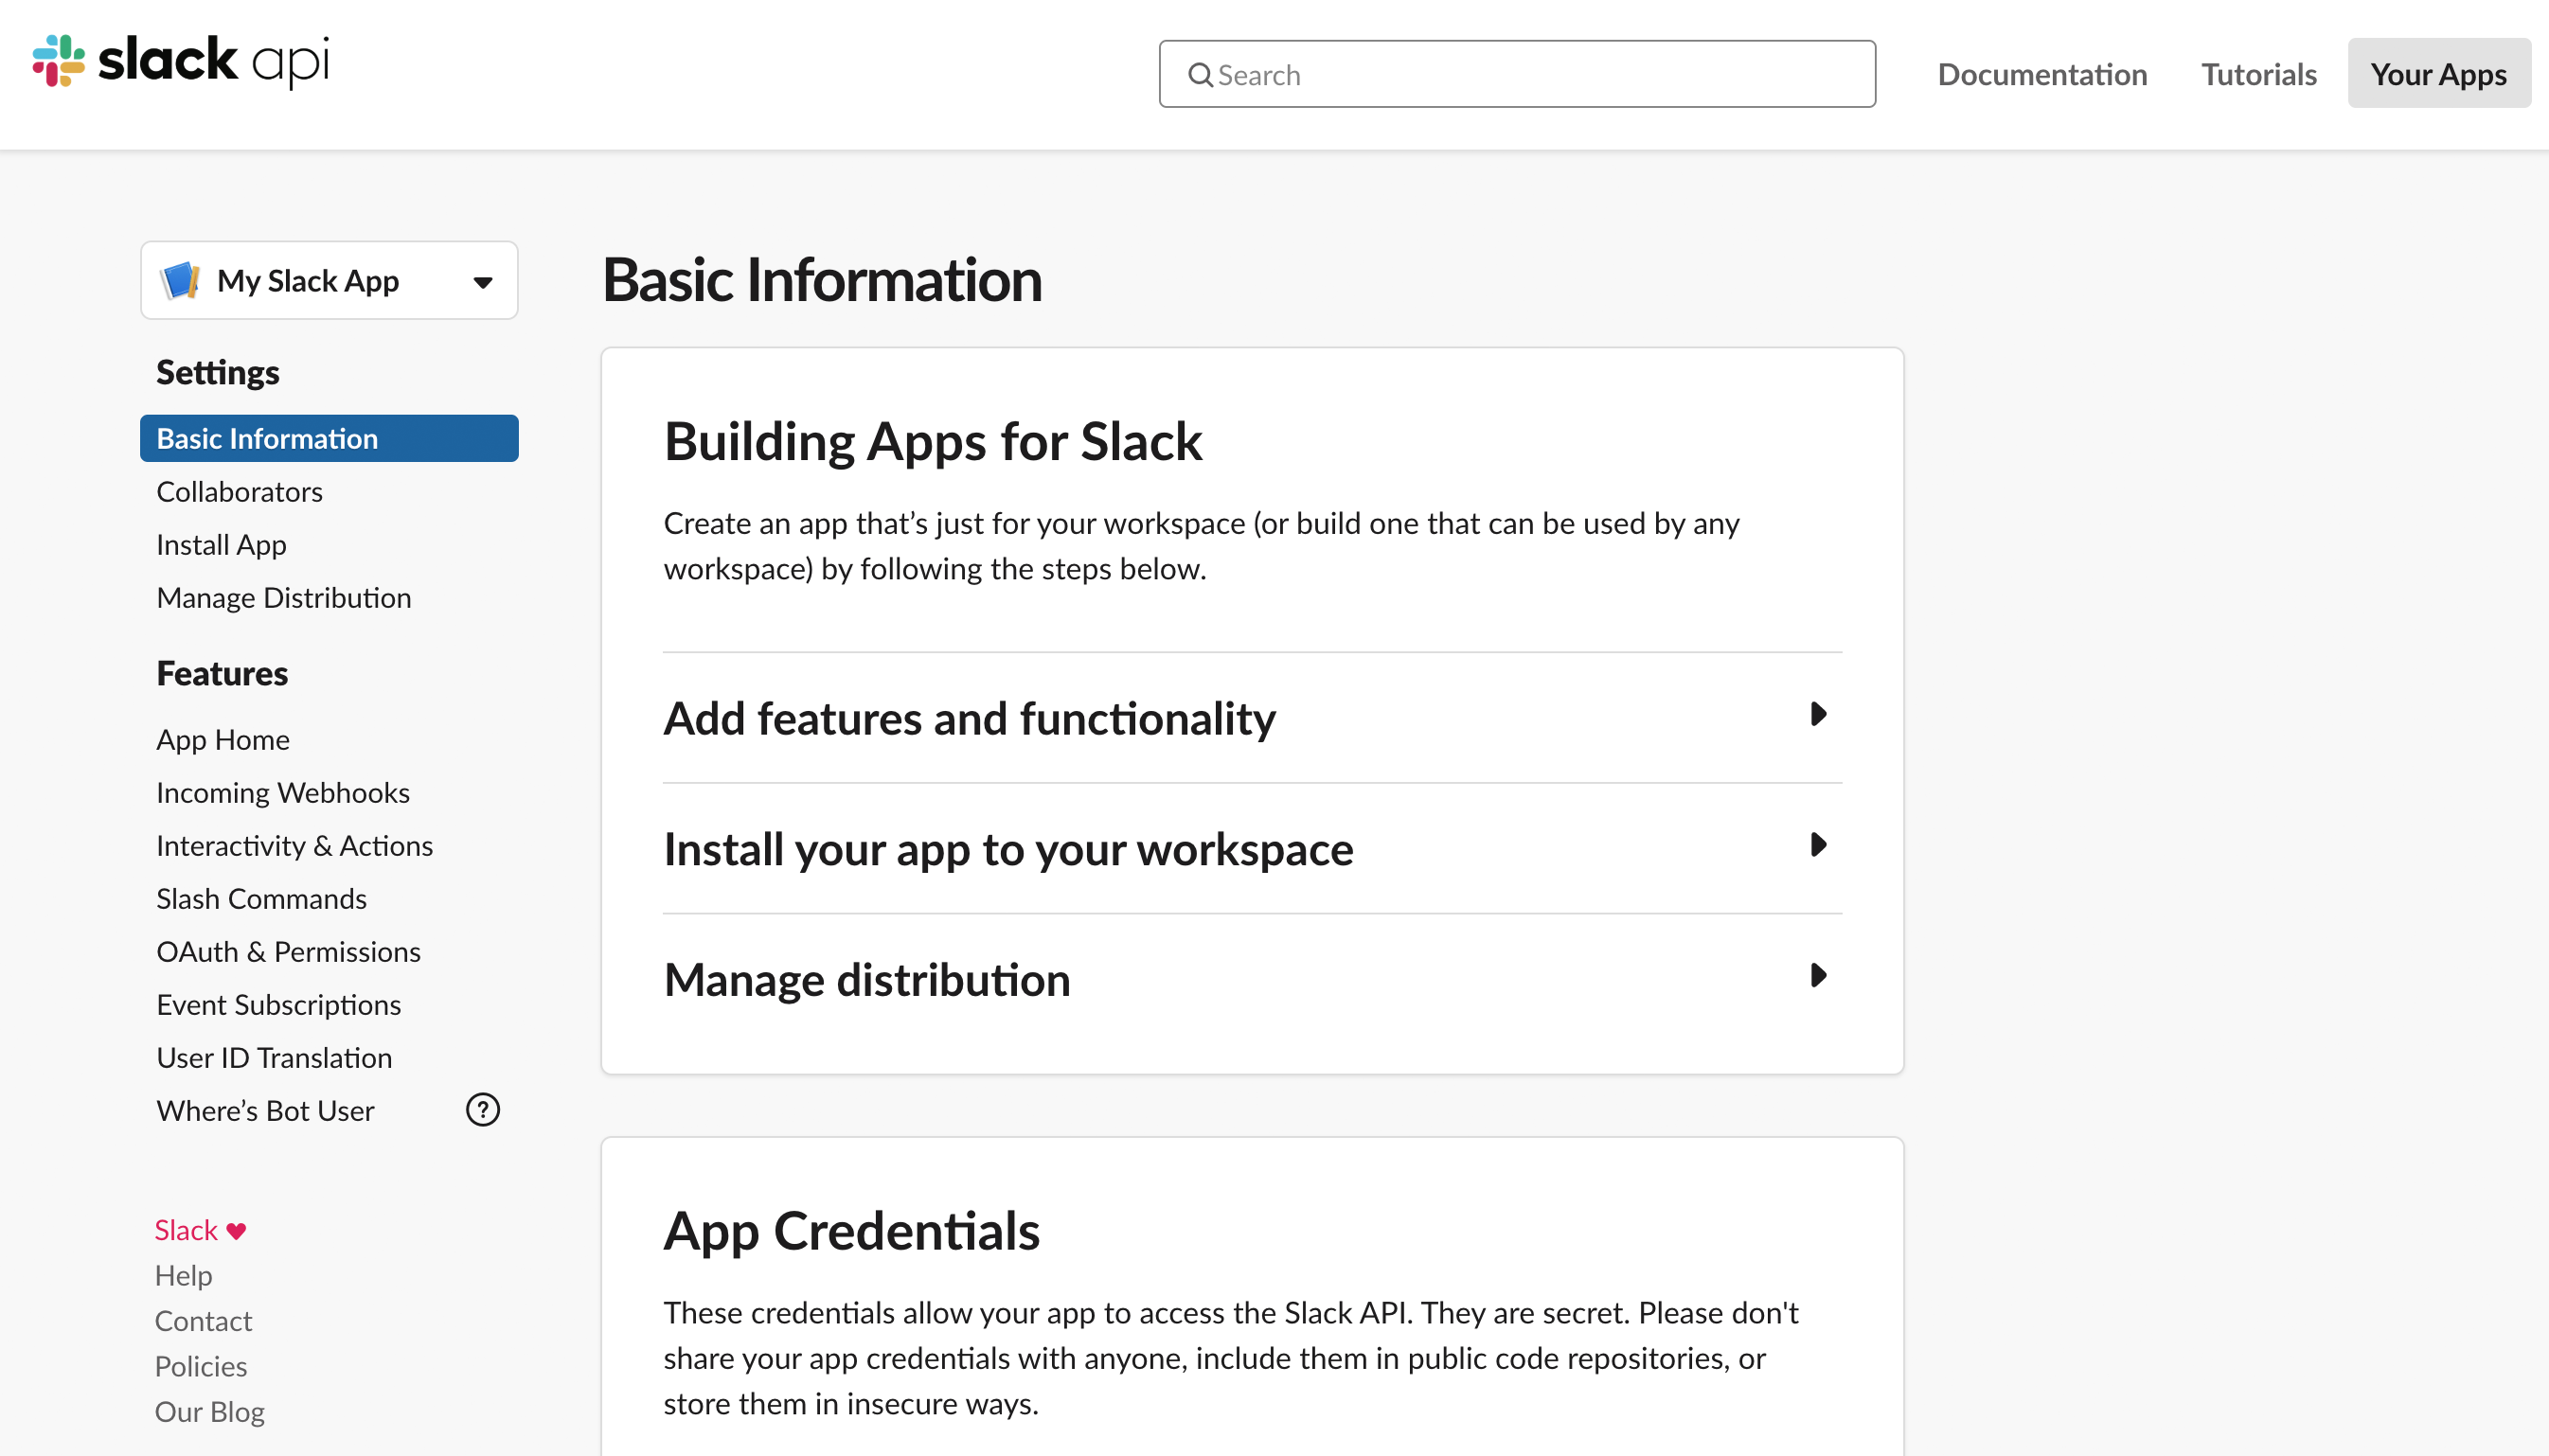 slack api
Search
Documentation
Tutorials
Your Apps
My Slack App
Settings
Basic Information
Collaborators
Install App
Manage Distribution
Features
App Home
Incoming Webhooks
Interactivity & Actions
Slash Commands
OAuth & Permissions
Event Subscriptions
User ID Translation
Where’s Bot User
?
Slack ♥
Help
Contact
Policies
Our Blog
Basic Information
Building Apps for Slack
Create an app that’s just for your workspace (or build one that can be used by any
workspace) by following the steps below.
Add features and functionality
Install your app to your workspace
Manage distribution
App Credentials
These credentials allow your app to access the Slack API. They are secret. Please don't
share your app credentials with anyone, include them in public code repositories, or
store them in insecure ways.